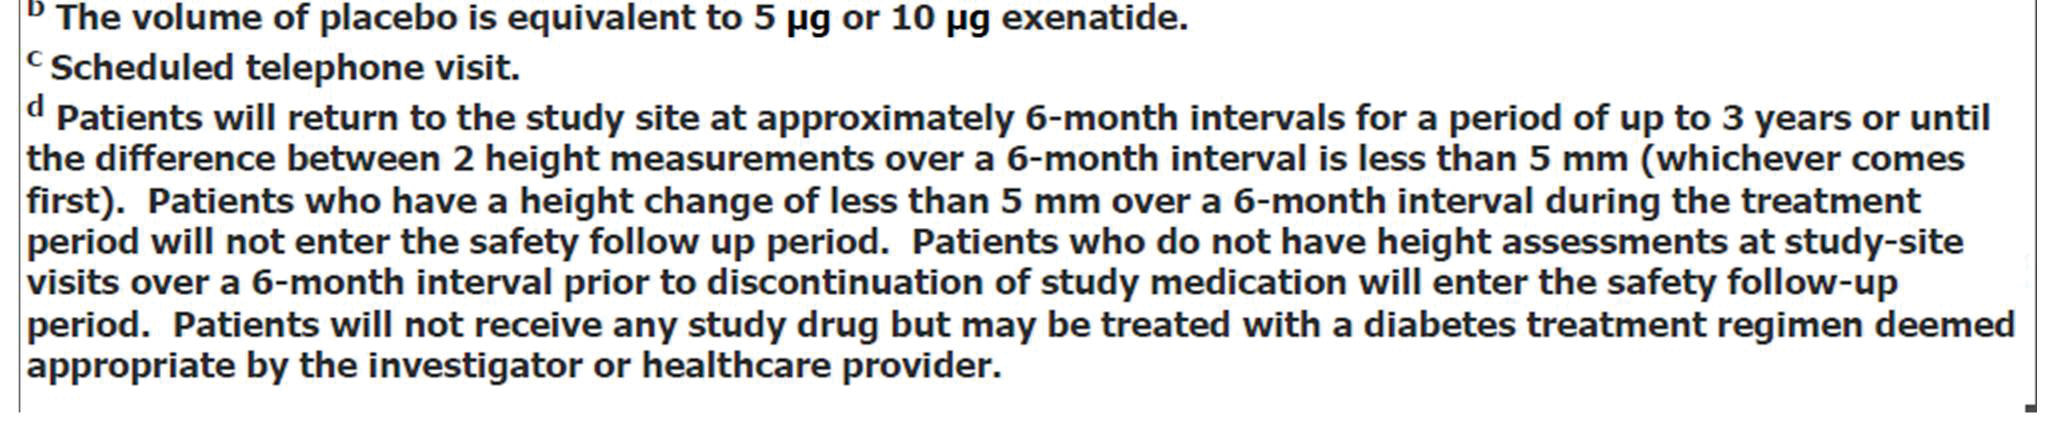 b The volume of placebo is equivalent to 5 µg or 10 µg exenatide.
c Scheduled telephone visit.
d Patients will return to the study site at approximately 6-month intervals for a period of up to 3 years or until
the difference between 2 height measurements over a 6-month interval is less than 5 mm (whichever comes
first).  Patients who have a height change of less than 5 mm over a 6-month interval during the treatment
period will not enter the safety follow up period.  Patients who do not have height assessments at study-site
visits over a 6-month interval prior to discontinuation of study medication will enter the safety follow-up
period.  Patients will not receive any study drug but may be treated with a diabetes treatment regimen deemed
appropriate by the investigator or healthcare provider.